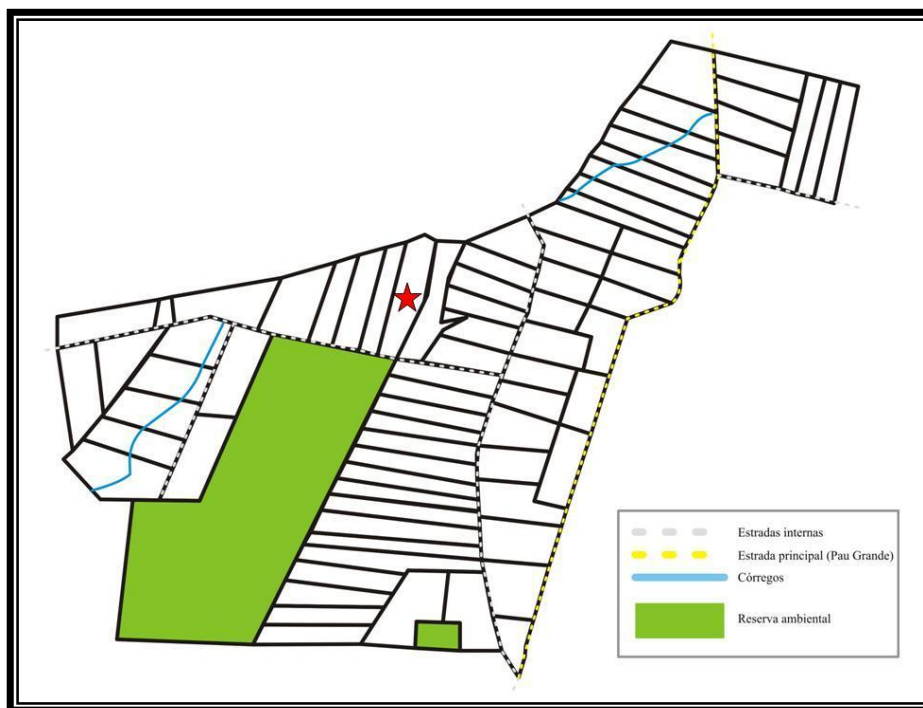 Estradas internas
Estrada principal (Pau Grande)
Córregos
Reserva ambiental